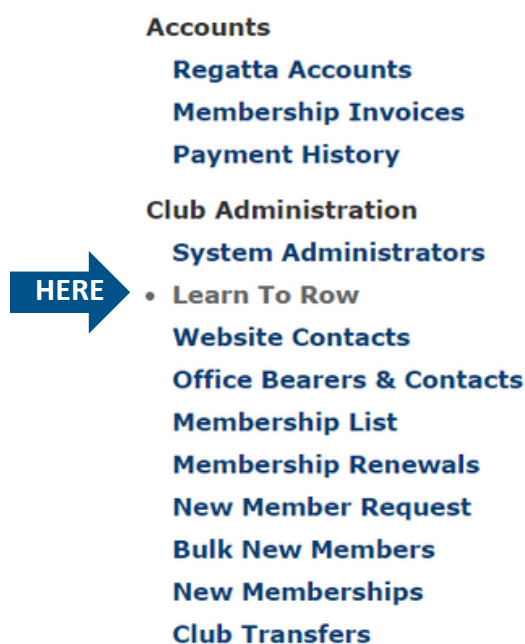 Accounts
Regatta Accounts
Membership Invoices
Payment History
Club Administration
System Administrators
HERE • Learn To Row
Website Contacts
Office Bearers & Contacts
Membership List
Membership Renewals
New Member Request
Bulk New Members
New Memberships
Club Transfers